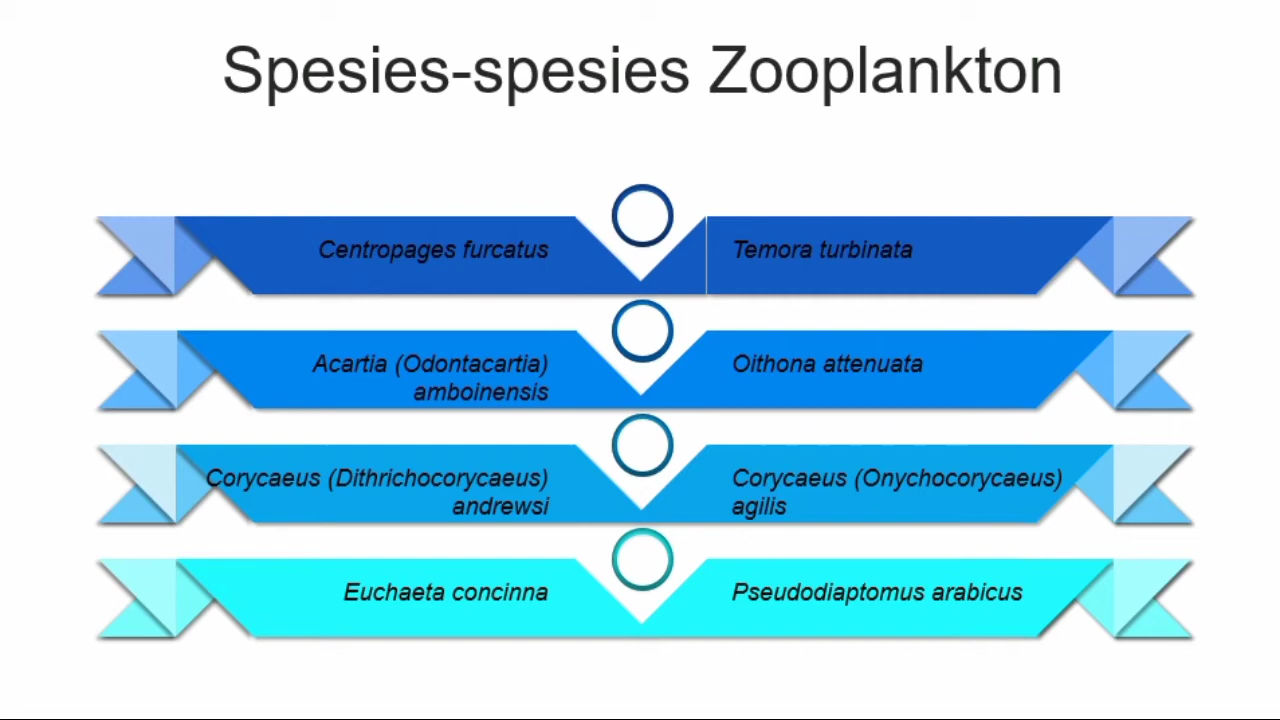 Spesies-spesies Zooplankton
Centropages furcatus
Temora turbinata
Acartia (Odontacartia)
amboinensis
Oithona attenuata
Corycaeus (Dithrichocorycaeus)
andrewsi
Corycaeus (Onychocorycaeus)
agilis
Euchaeta concinna
Pseudodiaptomus arabicus